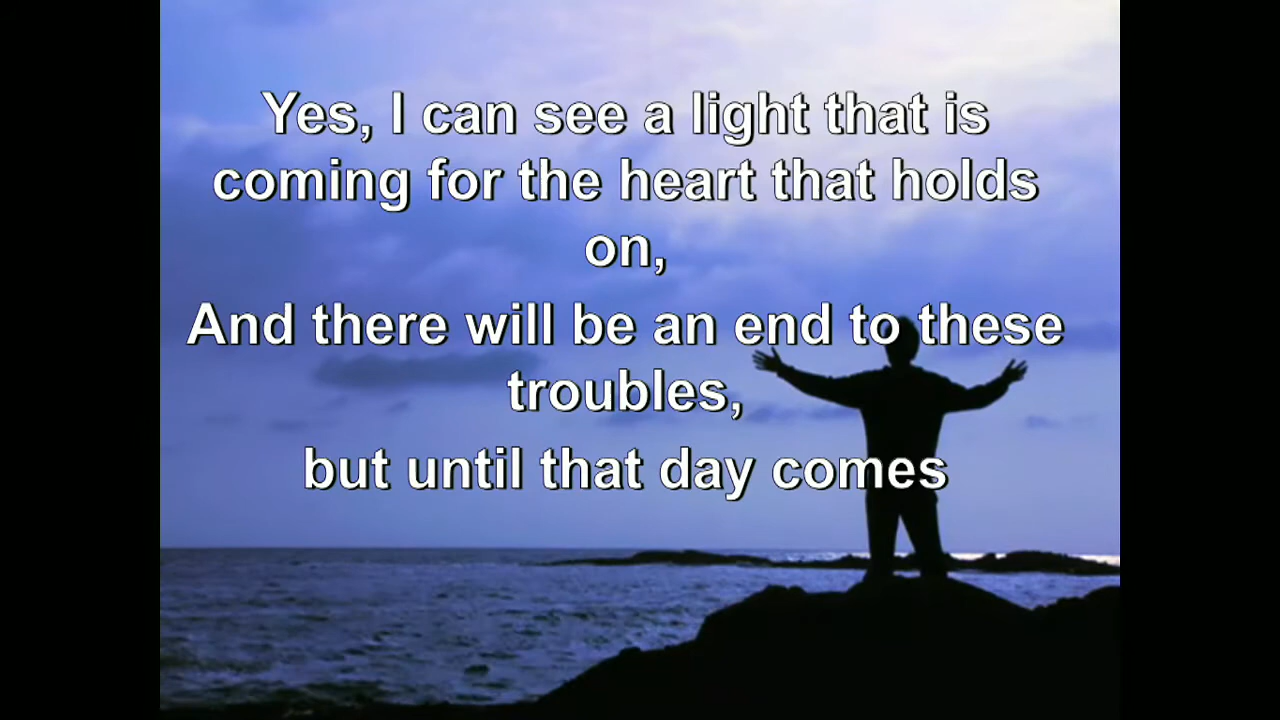 Yes, I can see a light that is
coming for the heart that holds
on,
And there will be an end to these
troubles,
but until that day comes